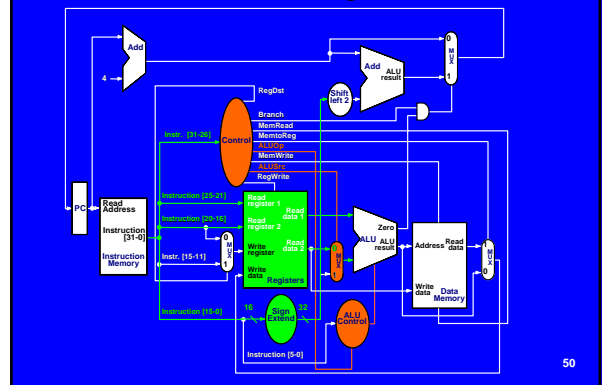 Add
4
RegDst
Branch
MemRead
MemtoReg
ALUOp
MemWrite
ALUSrc
RegWrite
Control
Instr. [31-26]
Shift
left 2
Add
ALU
result
0
M
U
X
1
PC
Read
Address
Instruction
[31-0]
Instruction
Memory
Instruction [25-21]
Instruction [20-16]
Instr. [15-11]
Instruction [15-0]
0
M
U
X
1
Read
register 1
Read
register 2
Write
register
Write
data
Read
data 1
Read
data 2
Registers
0
M
U
X
1
Zero
ALU
ALU
result
Address
Read
data
Write
data
Data
Memory
1
M
U
X
0
16
Sign
Extend
32
ALU
Control
Instruction [5-0]
50